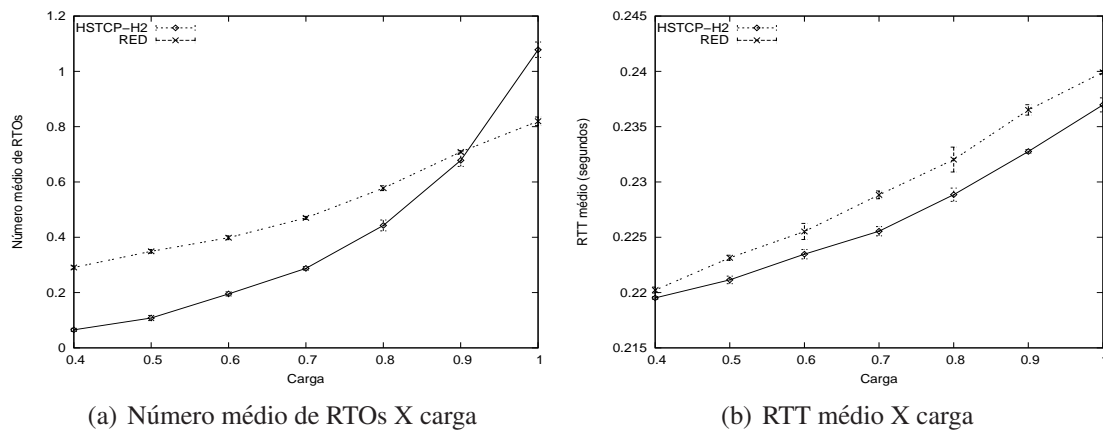 1.2
1
0.8
0.6
0.4
0.2
0
Número médio de RTOs
HSTCP-H2
RED
0.4 0.5 0.6 0.7 0.8 0.9 1
Carga
(a) Número médio de RTOs X carga
0.245
0.24
0.235
0.23
0.225
0.22
0.215
RTT médio (segundos)
HSTCP-H2
RED
0.4 0.5 0.6 0.7 0.8 0.9 1
Carga
(b) RTT médio X carga